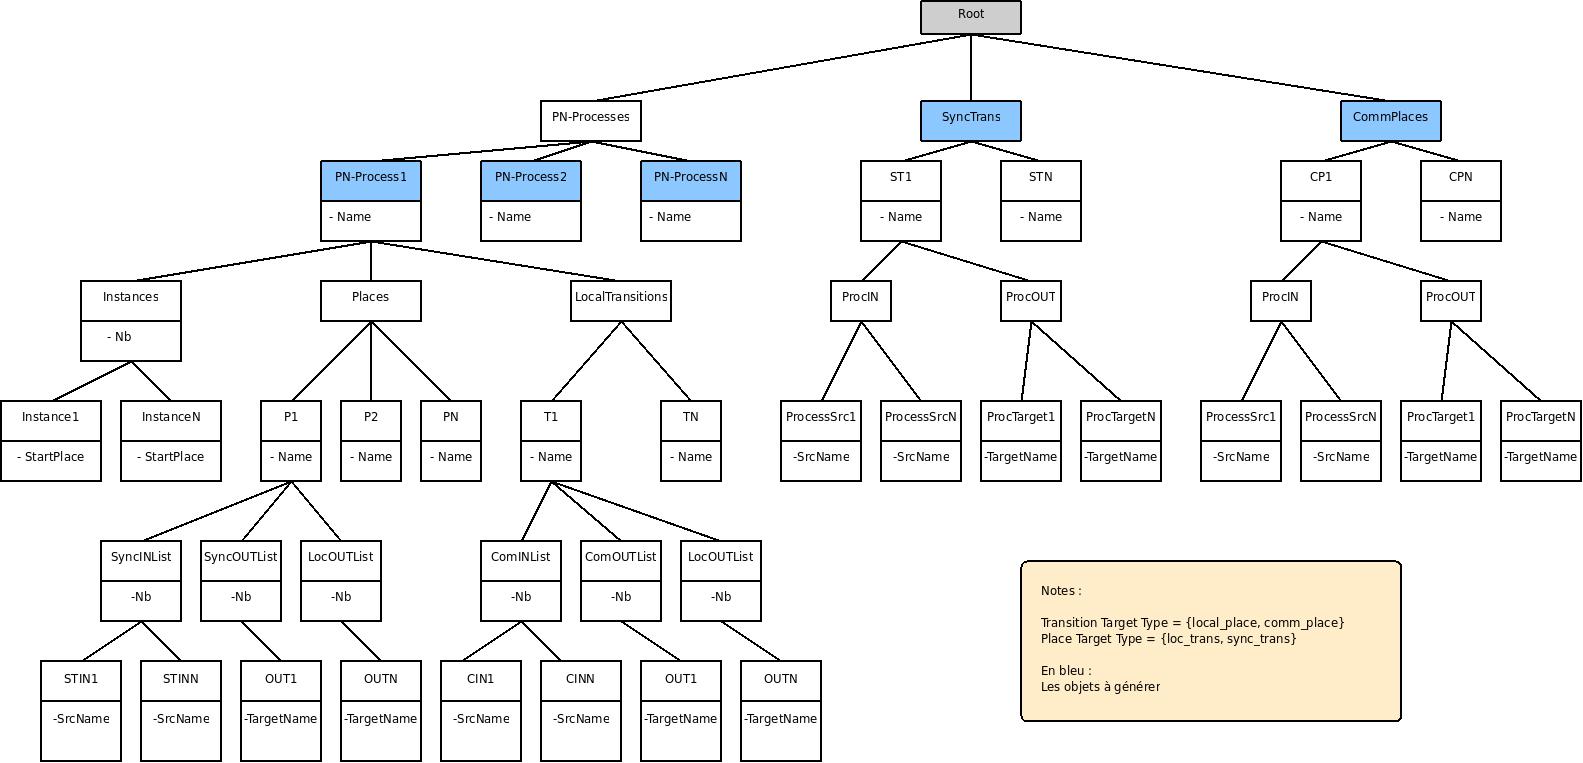 Root
PN-Processes
SyncTrans
CommPlaces
PN-Process1
PN-Process2
PN-ProcessN
ST1
STN
CP1
CPN
- Name
- Name
- Name
- Name
- Name
- Name
- Name
Instances
Places
LocalTransitions
ProcIN
ProcOUT
ProcIN
ProcOUT
- Nb
Instance1
InstanceN
P1
P2
PN
T1
TN
ProcessSrc1
ProcessSrcN
ProcTarget1
ProcTargetN
ProcessSrc1
ProcessSrcN
ProcTarget1
ProcTargetN
- StartPlace
- StartPlace
- Name
- Name
- Name
- Name
- Name
-SrcName
-SrcName
-TargetName
-TargetName
-SrcName
-SrcName
-TargetName
-TargetName
SyncINList
SyncOUTList
LocOUTList
ComINList
ComOUTList
LocOUTList
-Nb
-Nb
-Nb
-Nb
-Nb
-Nb
STIN1
STINN
OUT1
OUTN
CIN1
CINN
OUT1
OUTN
-SrcName
-SrcName
-TargetName
-TargetName
-SrcName
-SrcName
-TargetName
-TargetName
Notes :
Transition Target Type = {local_place, comm_place}
Place Target Type = {loc_trans, sync_trans}
En bleu :
Les objets à générer